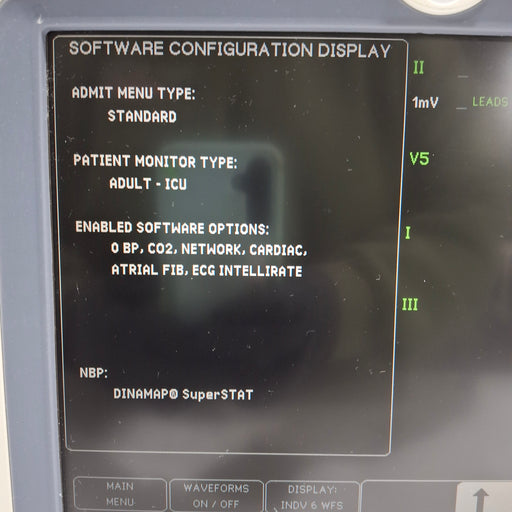 SOFTWARE CONFIGURATION DISPLAY
ADMIT MENU TYPE:
STANDARD
PATIENT MONITOR TYPE:
ADULT - ICU
ENABLED SOFTWARE OPTIONS:
0 BP, CO2, NETWORK, CARDIAC,
ATRIAL FIB, ECG INTELLIRATE
NBP:
DINAMAP® SuperSTAT
II
1mV
LEADS
V5
I
III
MAIN
MENU
WAVEFORMS
ON / OFF
DISPLAY:
INDV 6 WFS